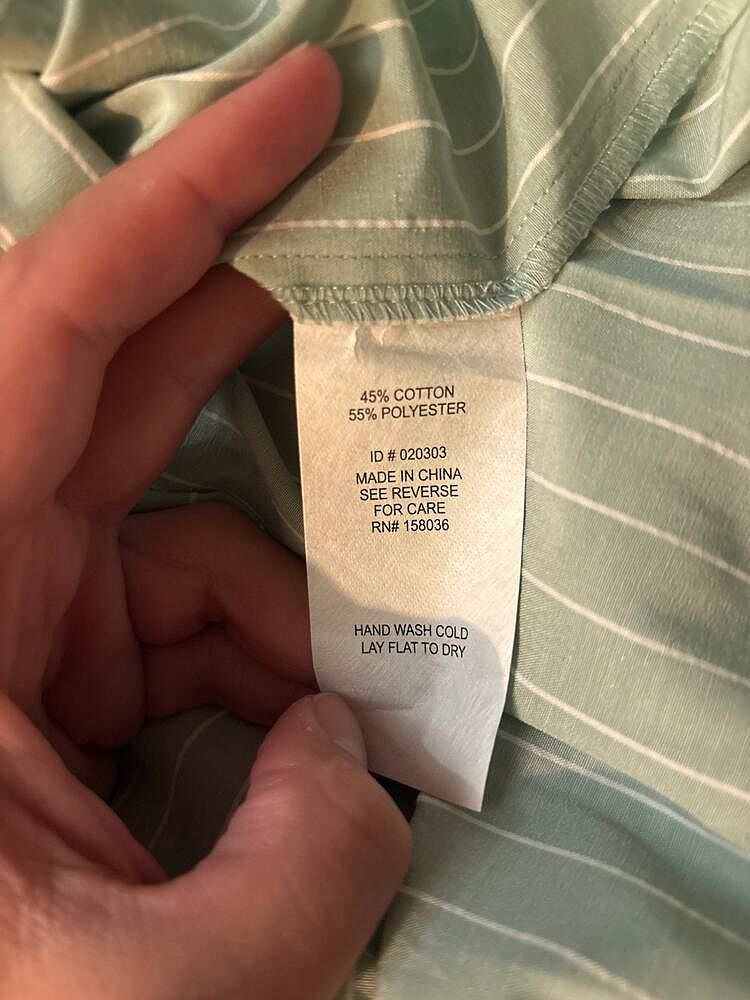 45% COTTON
55% POLYESTER
ID # 020303
MADE IN CHINA
SEE REVERSE
FOR CARE
RN# 158036
HAND WASH COLD
LAY FLAT TO DRY